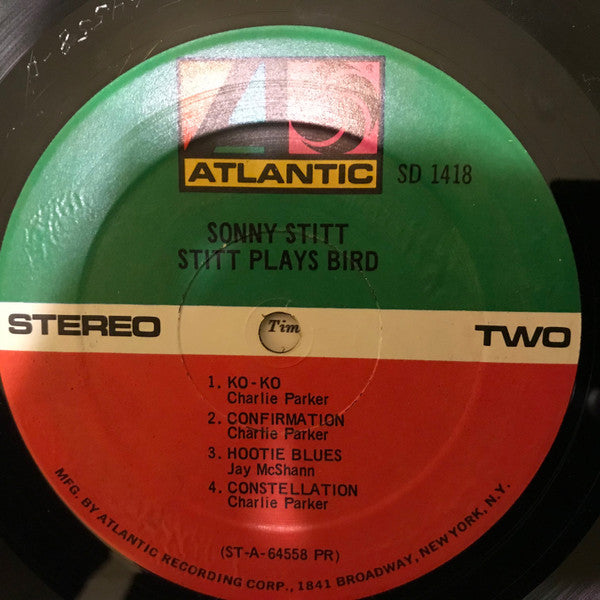 ATLANTIC
SD 1418
SONNY STITT
STITT PLAYS BIRD
STEREO
Tim
TWO
1. KO-KO
Charlie Parker
2. CONFIRMATION
Charlie Parker
3. HOOTIE BLUES
Jay McShann
4. CONSTELLATION
Charlie Parker
(ST-A-64558 PR)
MFG. BY ATLANTIC RECORDING CORP., 1841 BROADWAY, NEW YORK, N.Y.